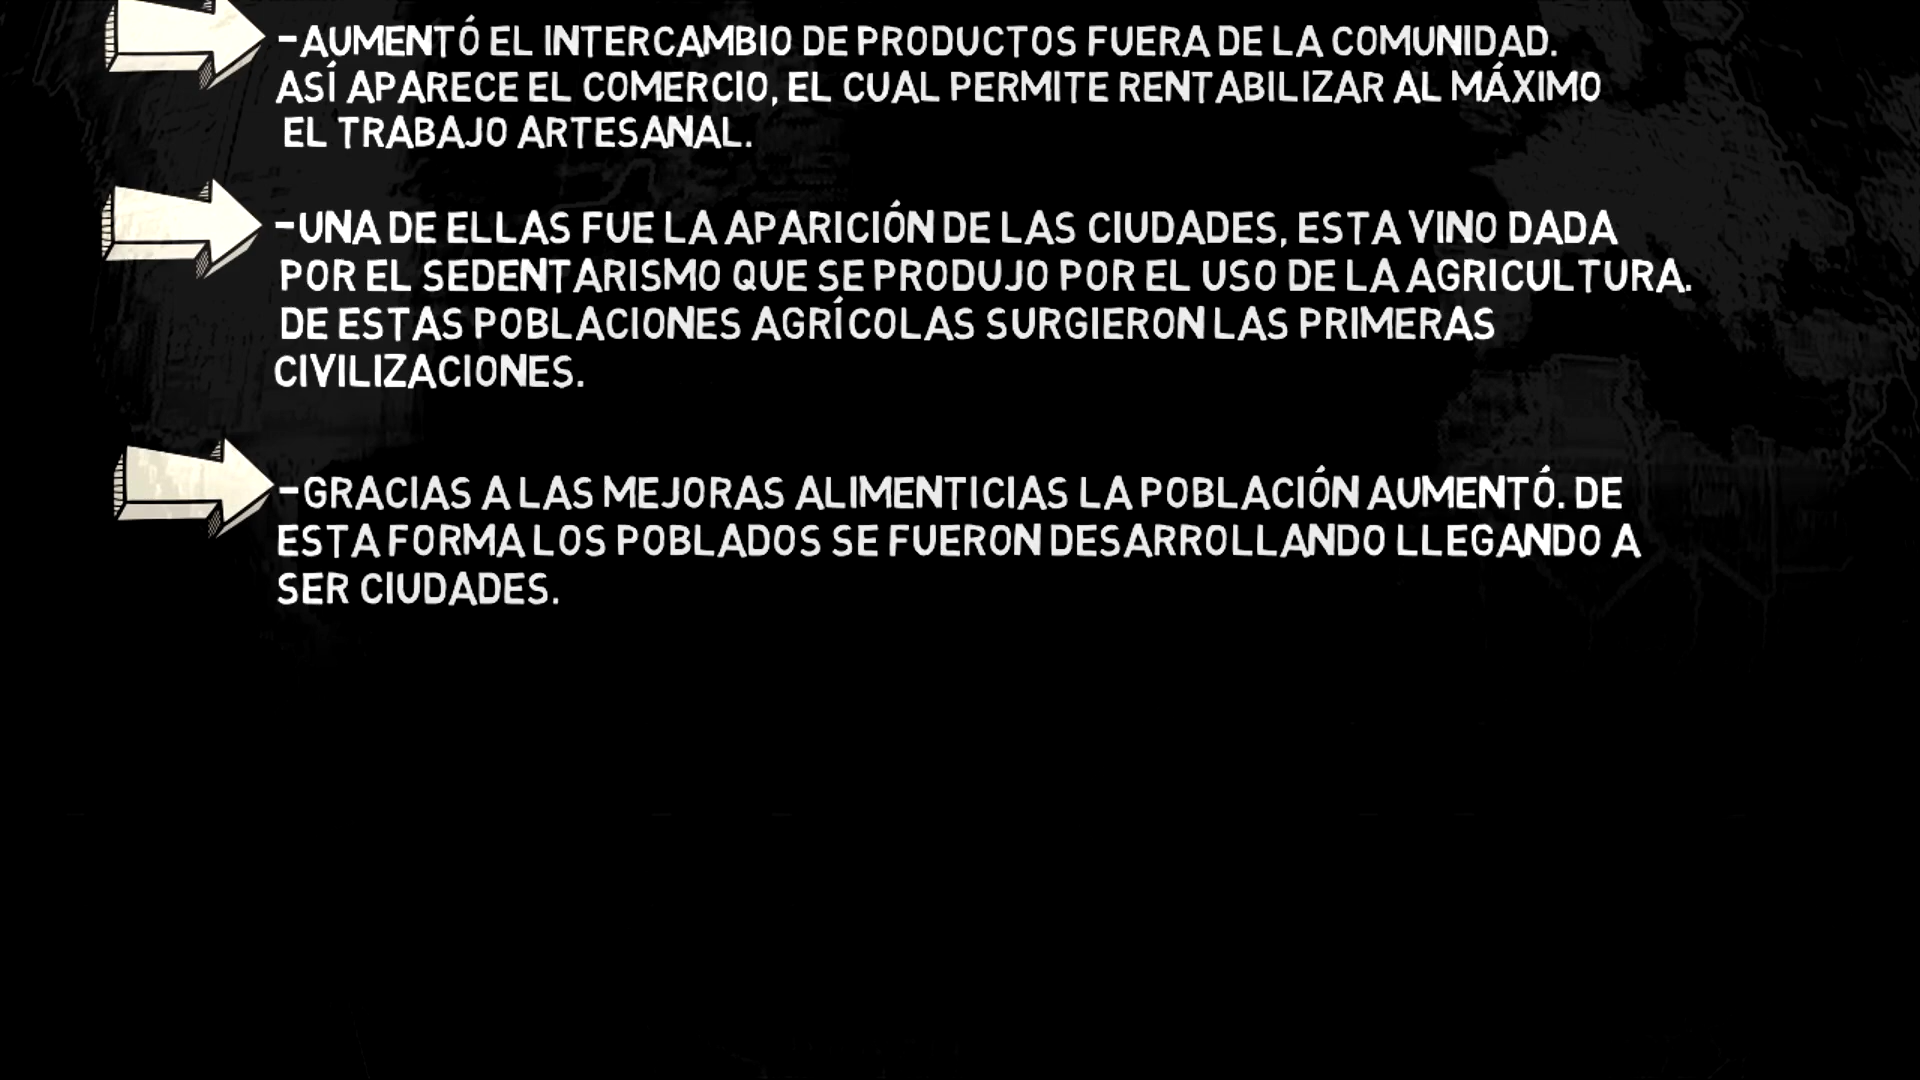 -AUMENTÓ EL INTERCAMBIO DE PRODUCTOS FUERA DE LA COMUNIDAD.
ASÍ APARECE EL COMERCIO, EL CUAL PERMITE RENTABILIZAR AL MÁXIMO
EL TRABAJO ARTESANAL.
-UNA DE ELLAS FUE LA APARICIÓN DE LAS CIUDADES, ESTA VINO DADA
POR EL SEDENTARISMO QUE SE PRODUJO POR EL USO DE LA AGRICULTURA.
DE ESTAS POBLACIONES AGRÍCOLAS SURGIERON LAS PRIMERAS
CIVILIZACIONES.
-GRACIAS A LAS MEJORAS ALIMENTICIAS LA POBLACIÓN AUMENTÓ. DE
ESTA FORMA LOS POBLADOS SE FUERON DESARROLLANDO LLEGANDO A
SER CIUDADES.